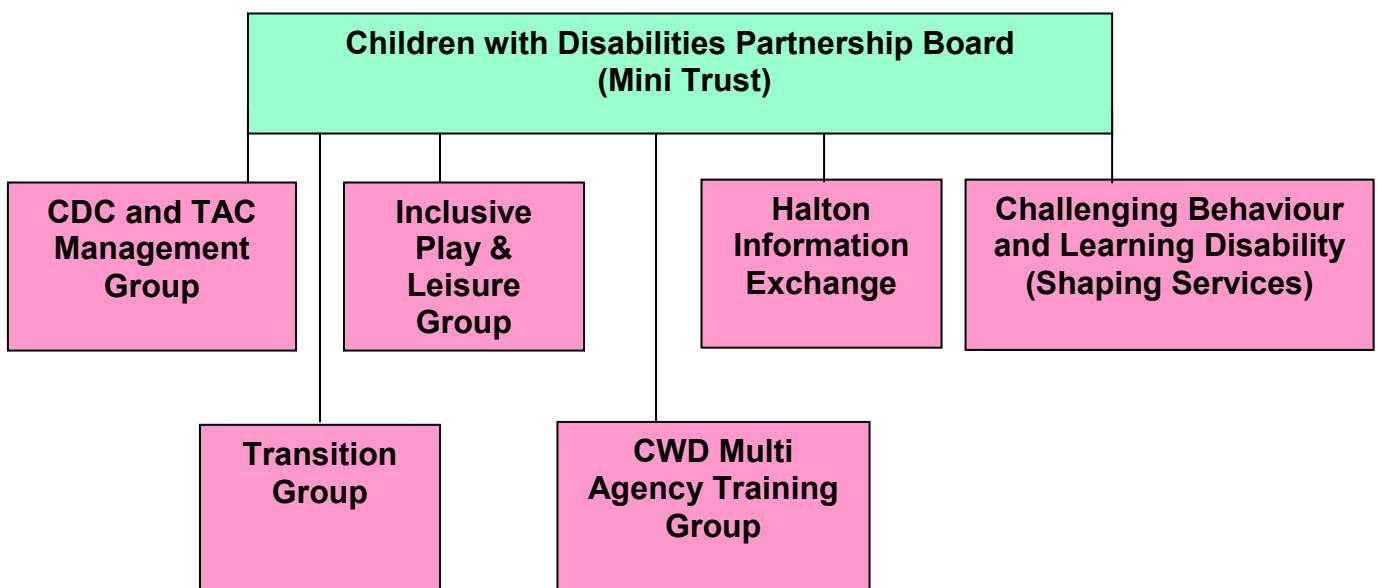 Children with Disabilities Partnership Board
(Mini Trust)
CDC and TAC
Management
Group
Inclusive
Play &
Leisure
Group
Halton
Information
Exchange
Challenging Behaviour
and Learning Disability
(Shaping Services)
Transition
Group
CWD Multi
Agency Training
Group